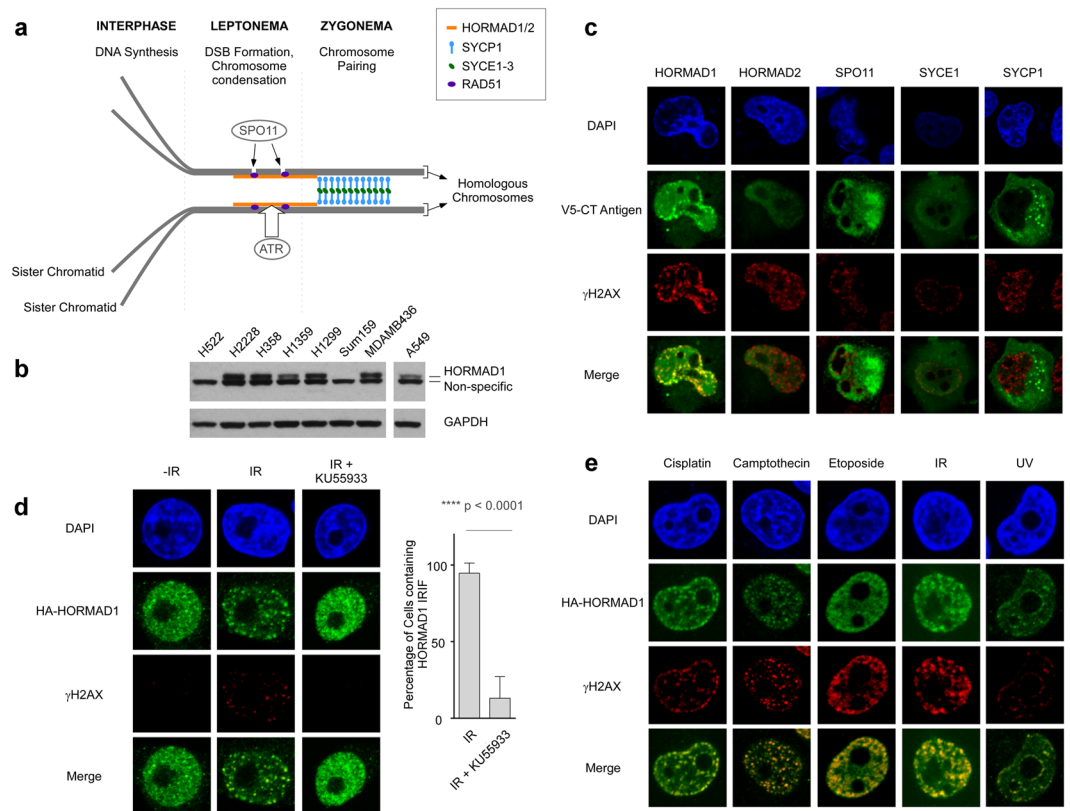 a
INTERPHASE
DNA Synthesis
LEPTONEMA
DSB Formation,
Chromosome
condensation)
ZYGONEMA
Chromosome
Pairing
HORMAD1/2
SYCP1
SYCE1-3
RAD51
SPO11
ATR
Homologous
Chromosomes
Sister Chromatid
Sister Chromatid
b
H522
H2228
H358
H1359
H1299
Sum159
MDAMB436
A549
HORMAD1
Non-specific
GAPDH
c
HORMAD1
HORMAD2
SPO11
SYCE1
SYCP1
DAPI
V5-CT Antigen
γH2AX
Merge
d
-IR
IR
IR +
KU55933
DAPI
HA-HORMAD1
γH2AX
Merge
**** p < 0.0001
Percentage of Cells containing
HORMAD1 IRIF
100
50
0
IR
IR + KU55933
e
Cisplatin
Camptothecin
Etoposide
IR
UV
DAPI
HA-HORMAD1
γH2AX
Merge